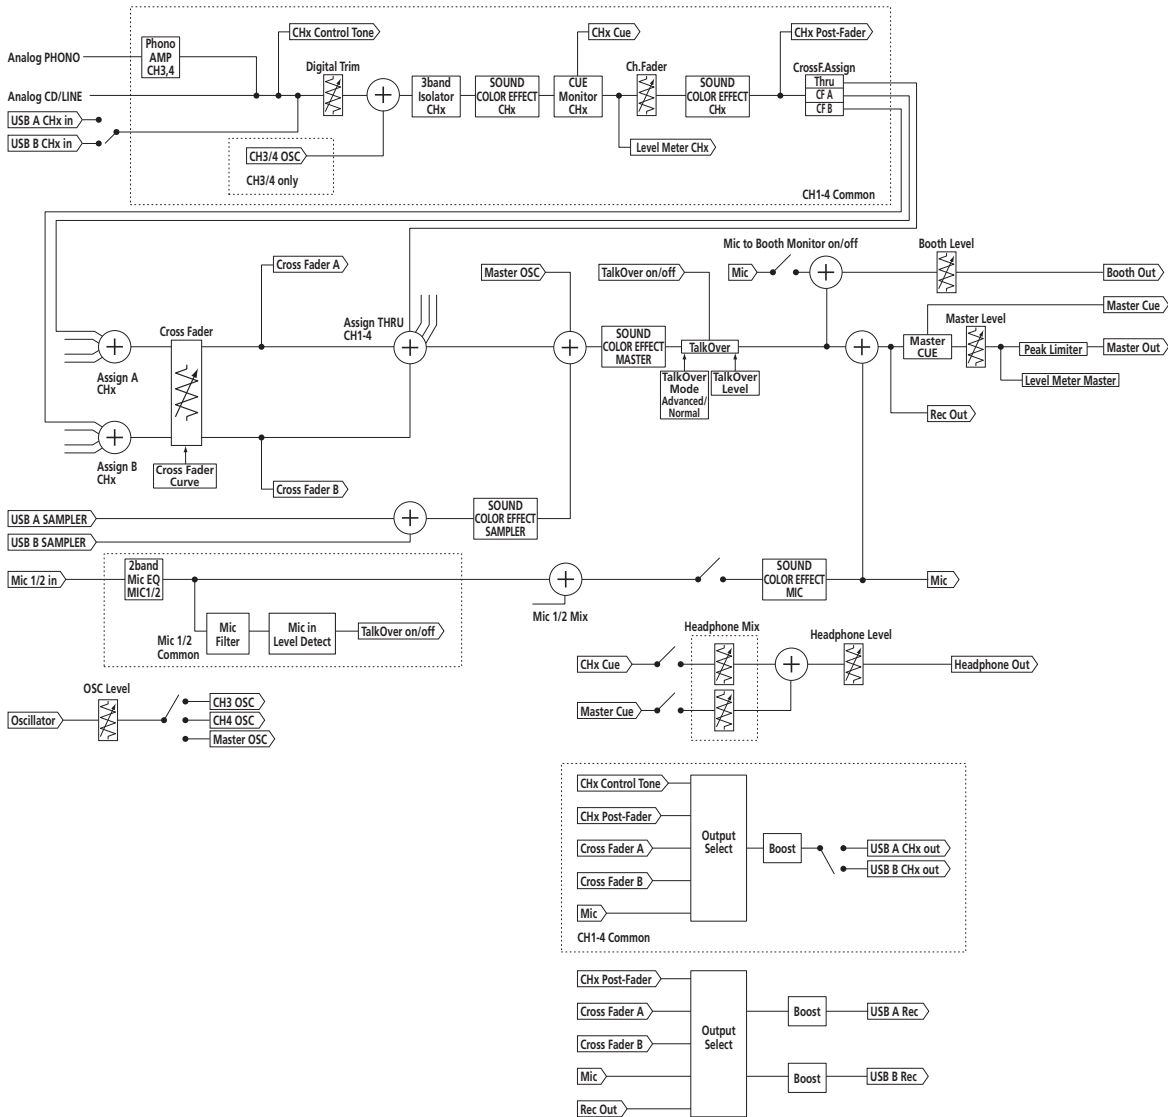 CHx Control Tone
CHx Cue
CHx Post-Fader
Analog PHONO
Phono
AMP
CH3,4
Digital Trim
Ch.Fader
CrossF.Assign
Thru
CF A
CF B
Analog CD/LINE
3band
Isolator
CHx
SOUND
COLOR EFFECT
CHx
CUE
Monitor
CHx
SOUND
COLOR EFFECT
CHx
USB A CHx in
USB B CHx in
CH3/4 OSC
CH3/4 only
Level Meter CHx
CH1-4 Common
Mic to Booth Monitor on/off
Booth Level
Cross Fader A
Master OSC
TalkOver on/off
Mic
Booth Out
Master Cue
Cross Fader
Assign THRU
CH1-4
Master Level
SOUND
COLOR EFFECT
MASTER
TalkOver
Master
CUE
Peak Limiter
Master Out
Assign A
CHx
TalkOver
Mode
Advanced/
Normal
TalkOver
Level
Level Meter Master
Rec Out
Assign B
CHx
Cross Fader
Curve
Cross Fader B
USB A SAMPLER
USB B SAMPLER
SOUND
COLOR EFFECT
SAMPLER
Mic 1/2 in
2band
Mic EQ
MIC1/2
SOUND
COLOR EFFECT
MIC
Mic
Mic 1/2 Mix
Mic 1/2
Common
Mic
Filter
Mic in
Level Detect
TalkOver on/off
Headphone Mix
Headphone Level
CHx Cue
Headphone Out
Master Cue
OSC Level
Oscillator
CH3 OSC
CH4 OSC
Master OSC
CHx Control Tone
CHx Post-Fader
Cross Fader A
Cross Fader B
Mic
Output
Select
Boost
USB A CHx out
USB B CHx out
CH1-4 Common
CHx Post-Fader
Cross Fader A
Cross Fader B
Mic
Rec Out
Output
Select
Boost
USB A Rec
Boost
USB B Rec